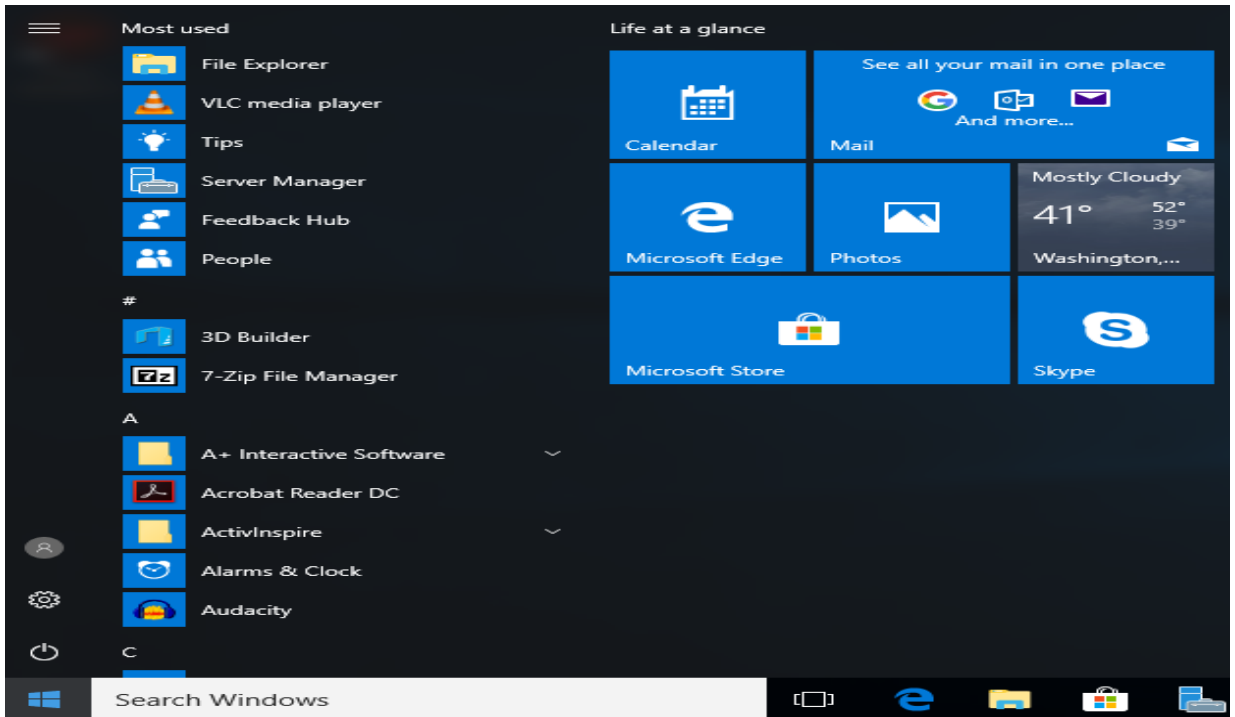 Most used
File Explorer
VLC media player
Tips
Server Manager
Feedback Hub
People
#
3D Builder
7-Zip File Manager
A
A+ Interactive Software
Acrobat Reader DC
ActivInspire
Alarms & Clock
Audacity
C
Life at a glance
Calendar
See all your mail in one place
And more...
Mail
Microsoft Edge
Photos
Mostly Cloudy
41° 52°
39°
Washington,...
Microsoft Store
Skype
Search Windows